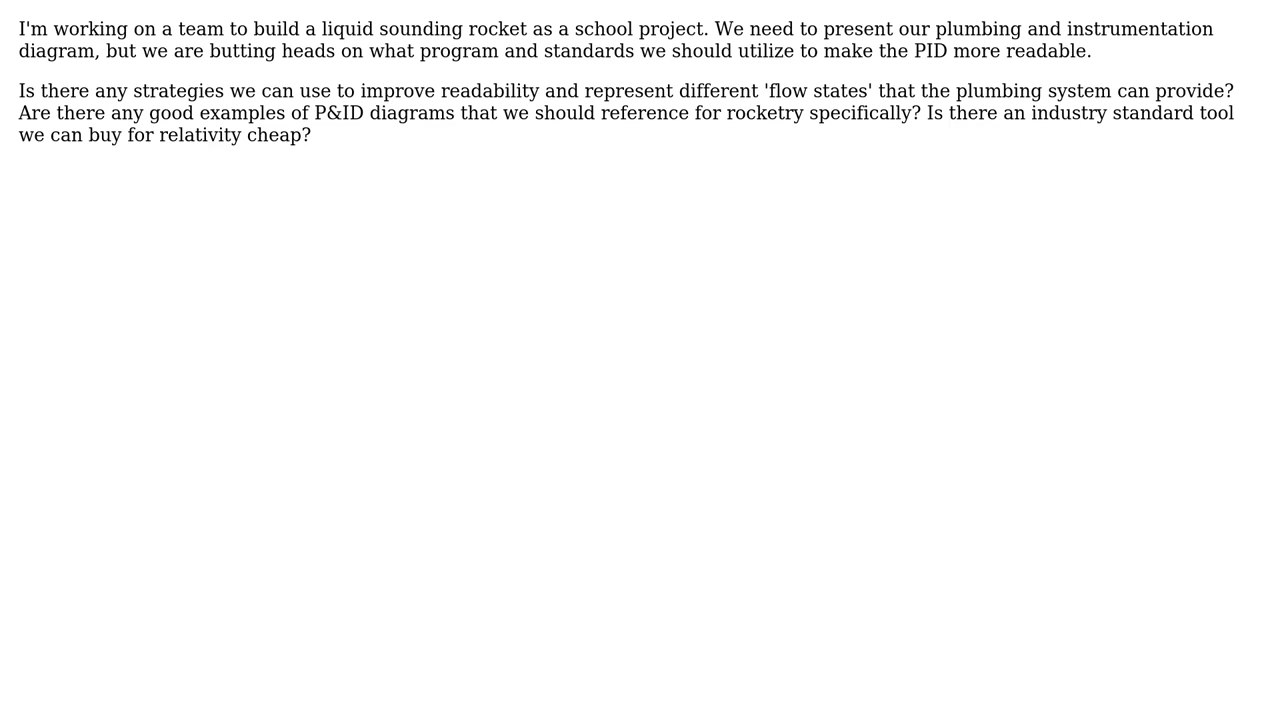 I'm working on a team to build a liquid sounding rocket as a school project. We need to present our plumbing and instrumentation
diagram, but we are butting heads on what program and standards we should utilize to make the PID more readable.
Is there any strategies we can use to improve readability and represent different 'flow states' that the plumbing system can provide?
Are there any good examples of P&ID diagrams that we should reference for rocketry specifically? Is there an industry standard tool
we can buy for relativity cheap?